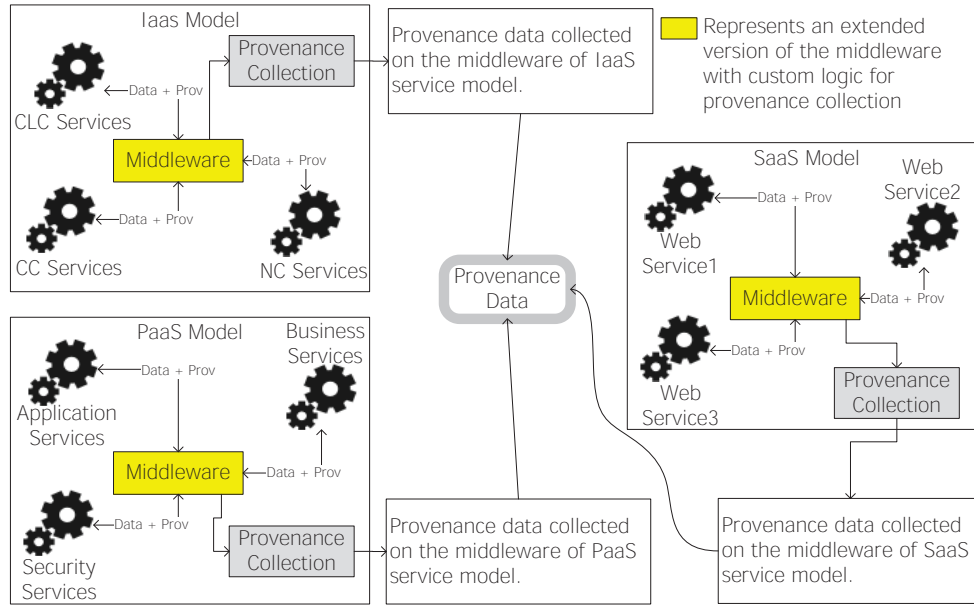 Iaas Model
Provenance
Collection
Data + Prov
CLC Services
Middleware
Data + Prov
Data + Prov
CC Services
NC Services
Provenance data collected
on the middleware of IaaS
service model.
Represents an extended
version of the middleware
with custom logic for
provenance collection
SaaS Model
Web
Service2
Data + Prov
Web
Service1
Middleware
Data + Prov
Data + Prov
Web
Service3
Provenance
Collection
Provenance
Data
PaaS Model
Business
Services
Data + Prov
Application
Services
Middleware
Data + Prov
Data + Prov
Security
Services
Provenance
Collection
Provenance data collected
on the middleware of PaaS
service model.
Provenance data collected
on the middleware of SaaS
service model.